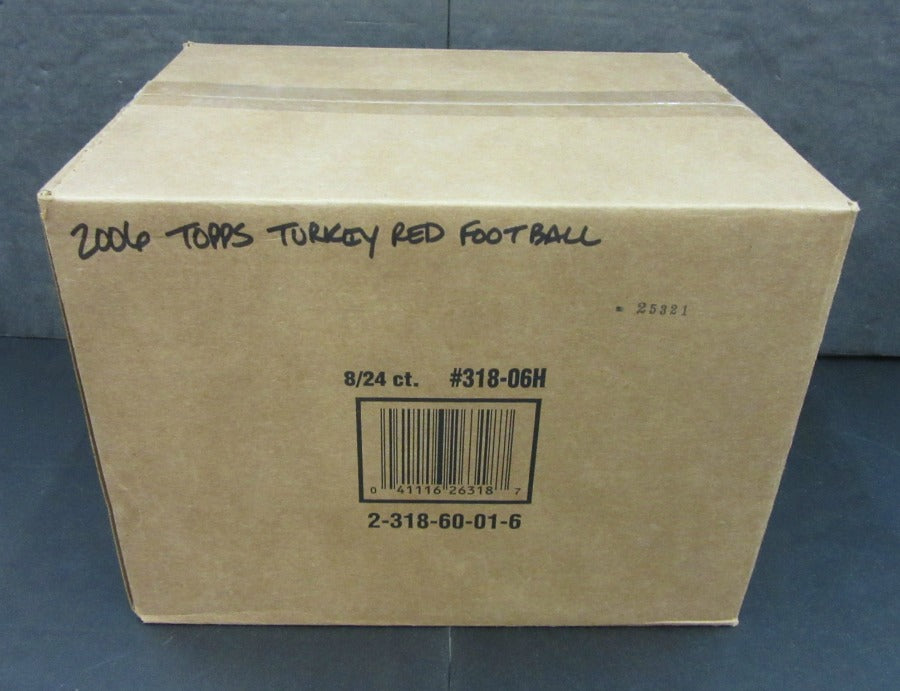 2006 TOPPS TURKEY RED FOOTBALL
25321
8/24 ct. #318-06H
0 41116 26318 7
2-318-60-01-6